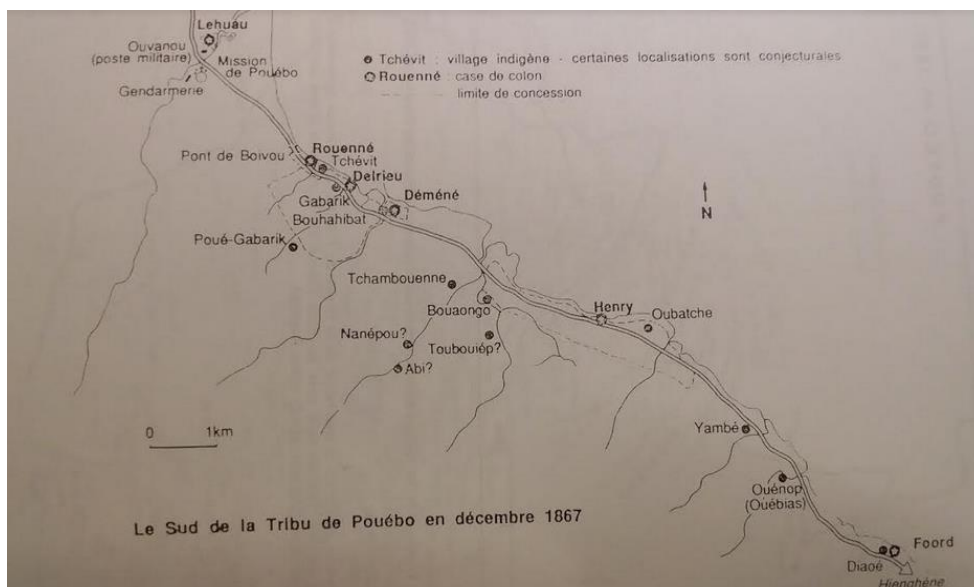 Lehuau
Ouvanou
(poste militaire)
Mission
de Pouébo
Gendarmerie
Tchévit : village indigène - certaines localisations sont conjecturales
Rouenné : case de colon
limite de concession
Pont de Boivou
Rouenné
Tchévit
Delrieu
Gabarik
Bouhahibat
Déméné
Poué-Gabarik
N
Tchambouenne
Bouaongo
Henry
Oubatche
Nanépou?
Toubouiép?
Abi?
0 1km
Yambé
Ouénop
(Ouébias)
Le Sud de la Tribu de Pouébo en décembre 1867
Foord
Diaoé
Hienghène